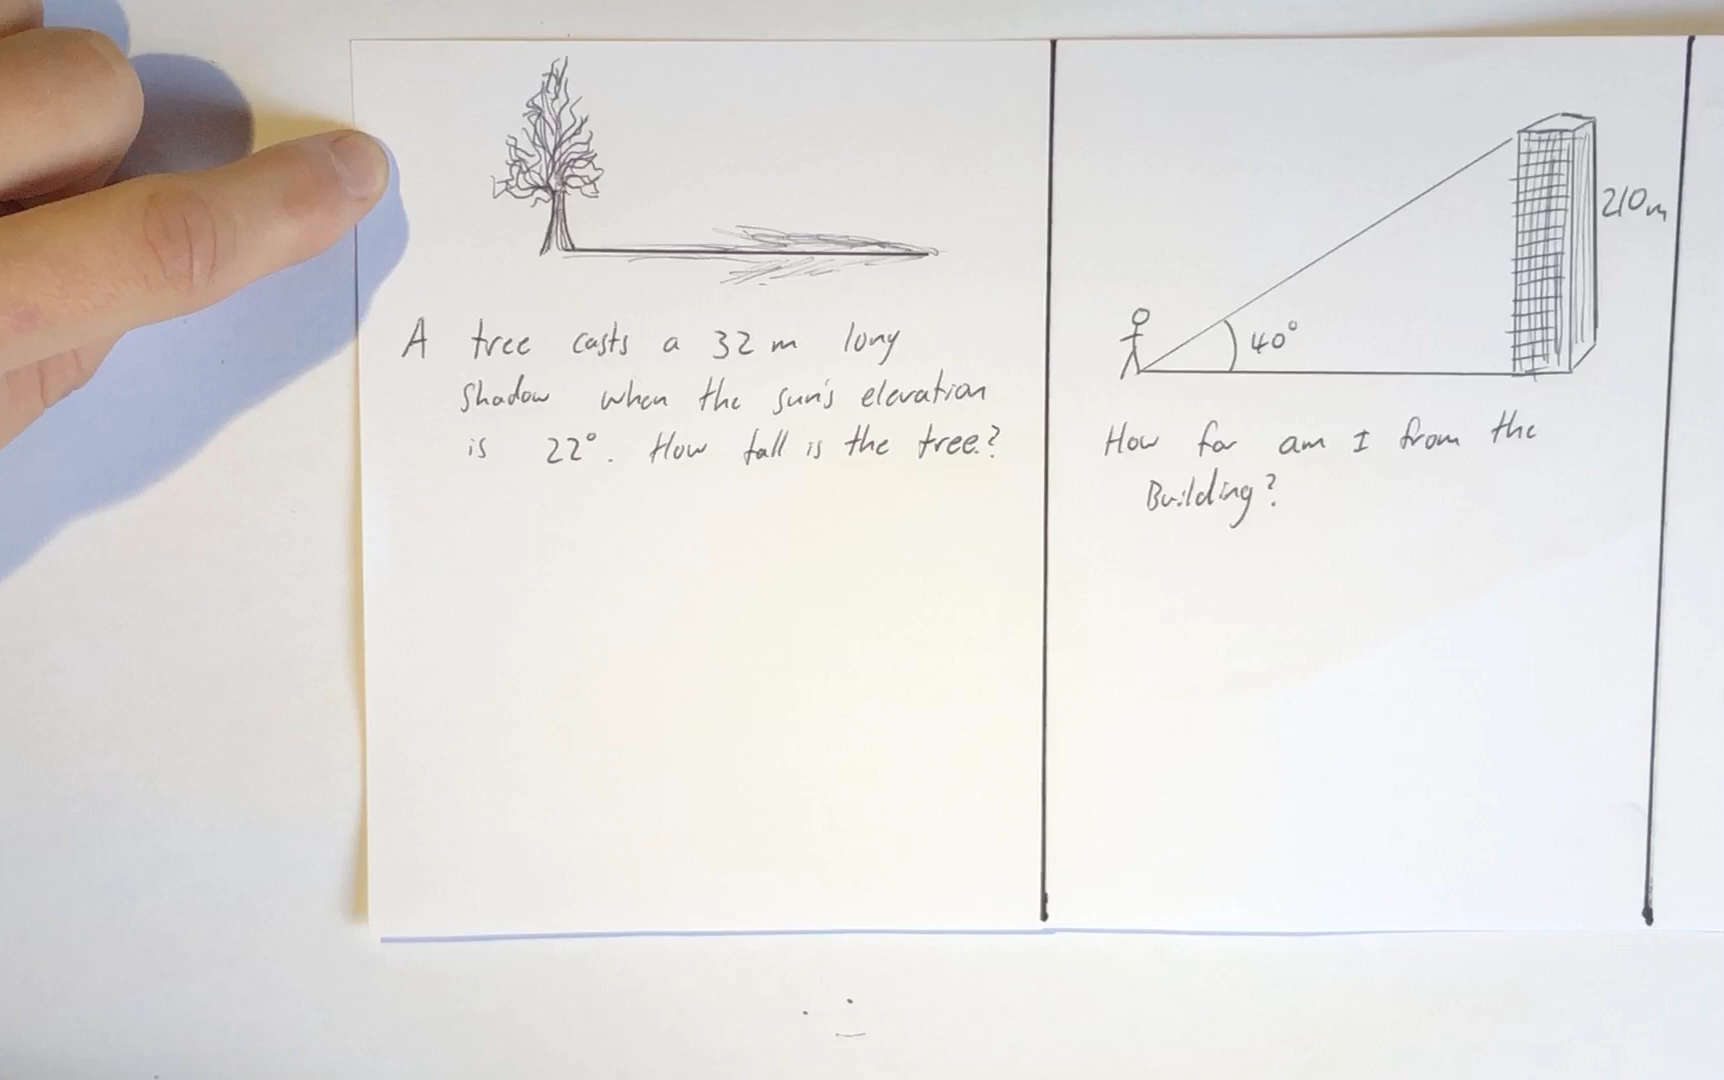 A tree casts a 32 m long
shadow when the sun's elevation
is 22°. How tall is the tree?
210m
40°
How far am I from the
Building?